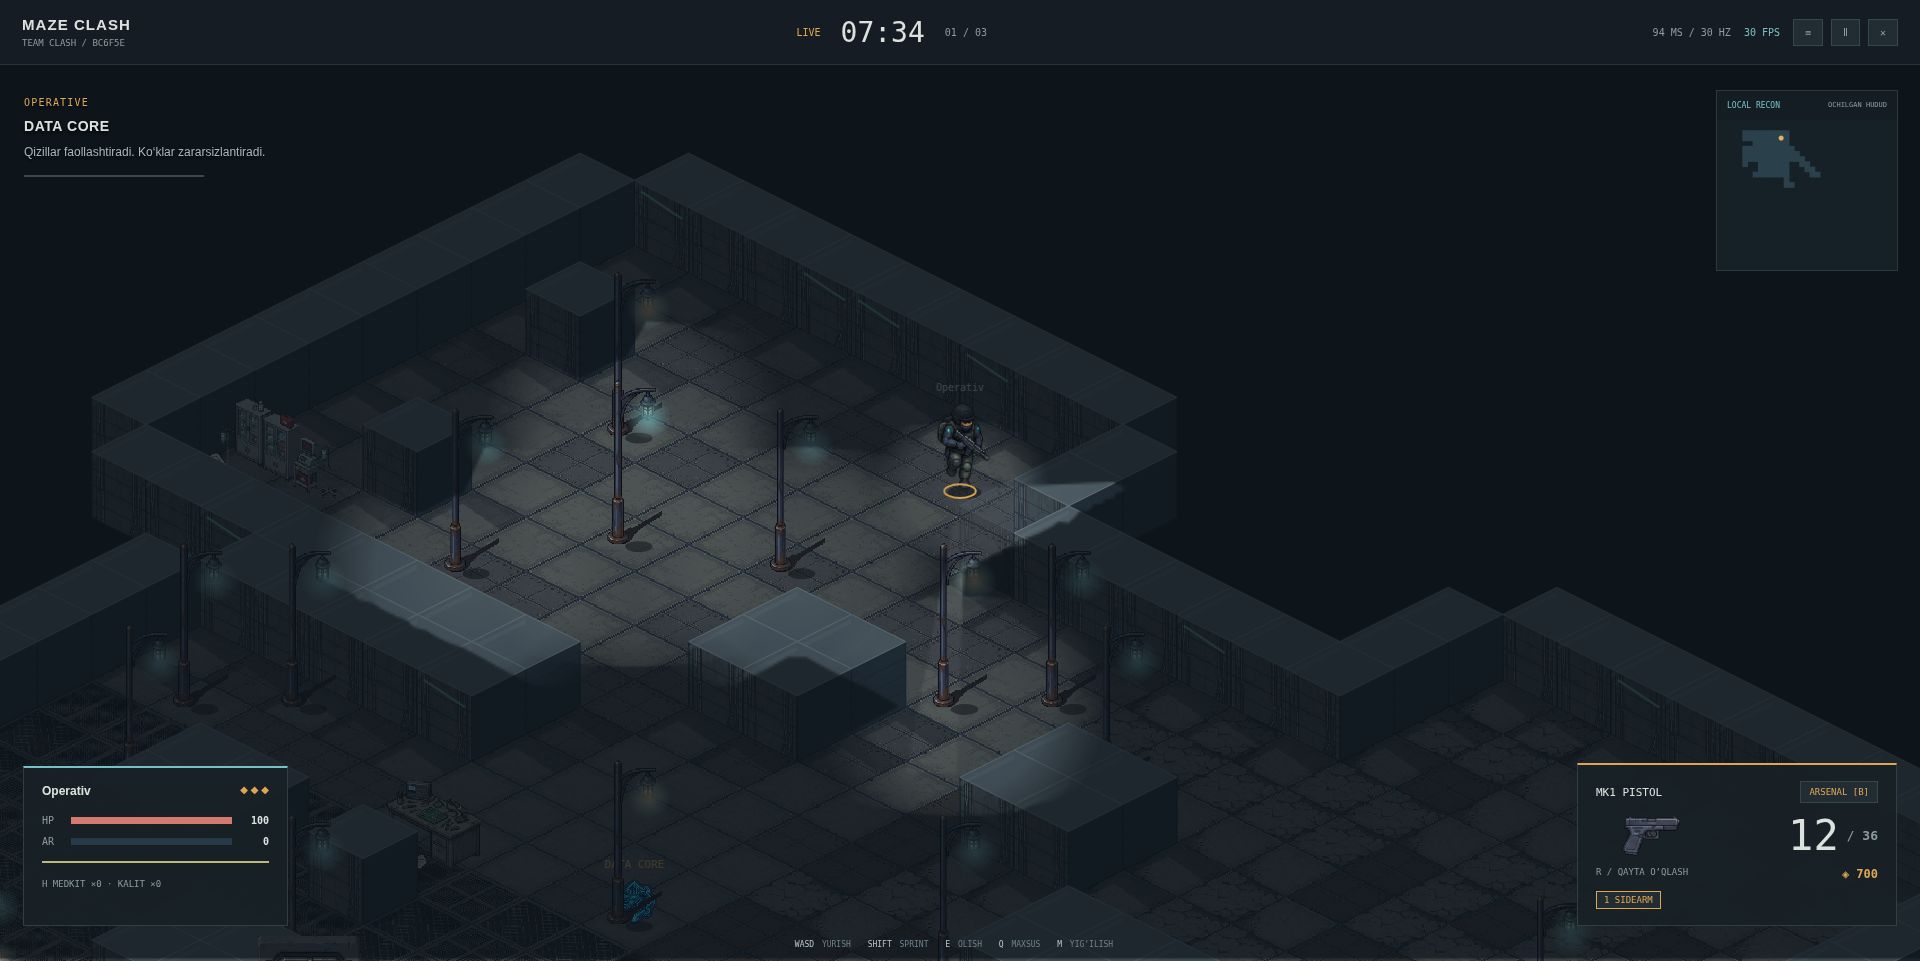 MAZE CLASH
TEAM CLASH / BC6F5E
LIVE 07:34 01 / 03
94 MS / 30 HZ 30 FPS
OPERATIVE
DATA CORE
Qizillar faollashtiradi. Ko‘klar zararsizlantiradi.
LOCAL RECON OCHILGAN HUDUD
Operativ
DATA CORE
Operativ
HP 100
AR 0
H MEDKIT ×0 · KALIT ×0
MK1 PISTOL ARSENAL [B]
12 / 36
R / QAYTA O‘QLASH 700
1 SIDEARM
WASD YURISH SHIFT SPRINT E OLISH Q MAXSUS M YIG‘ILISH